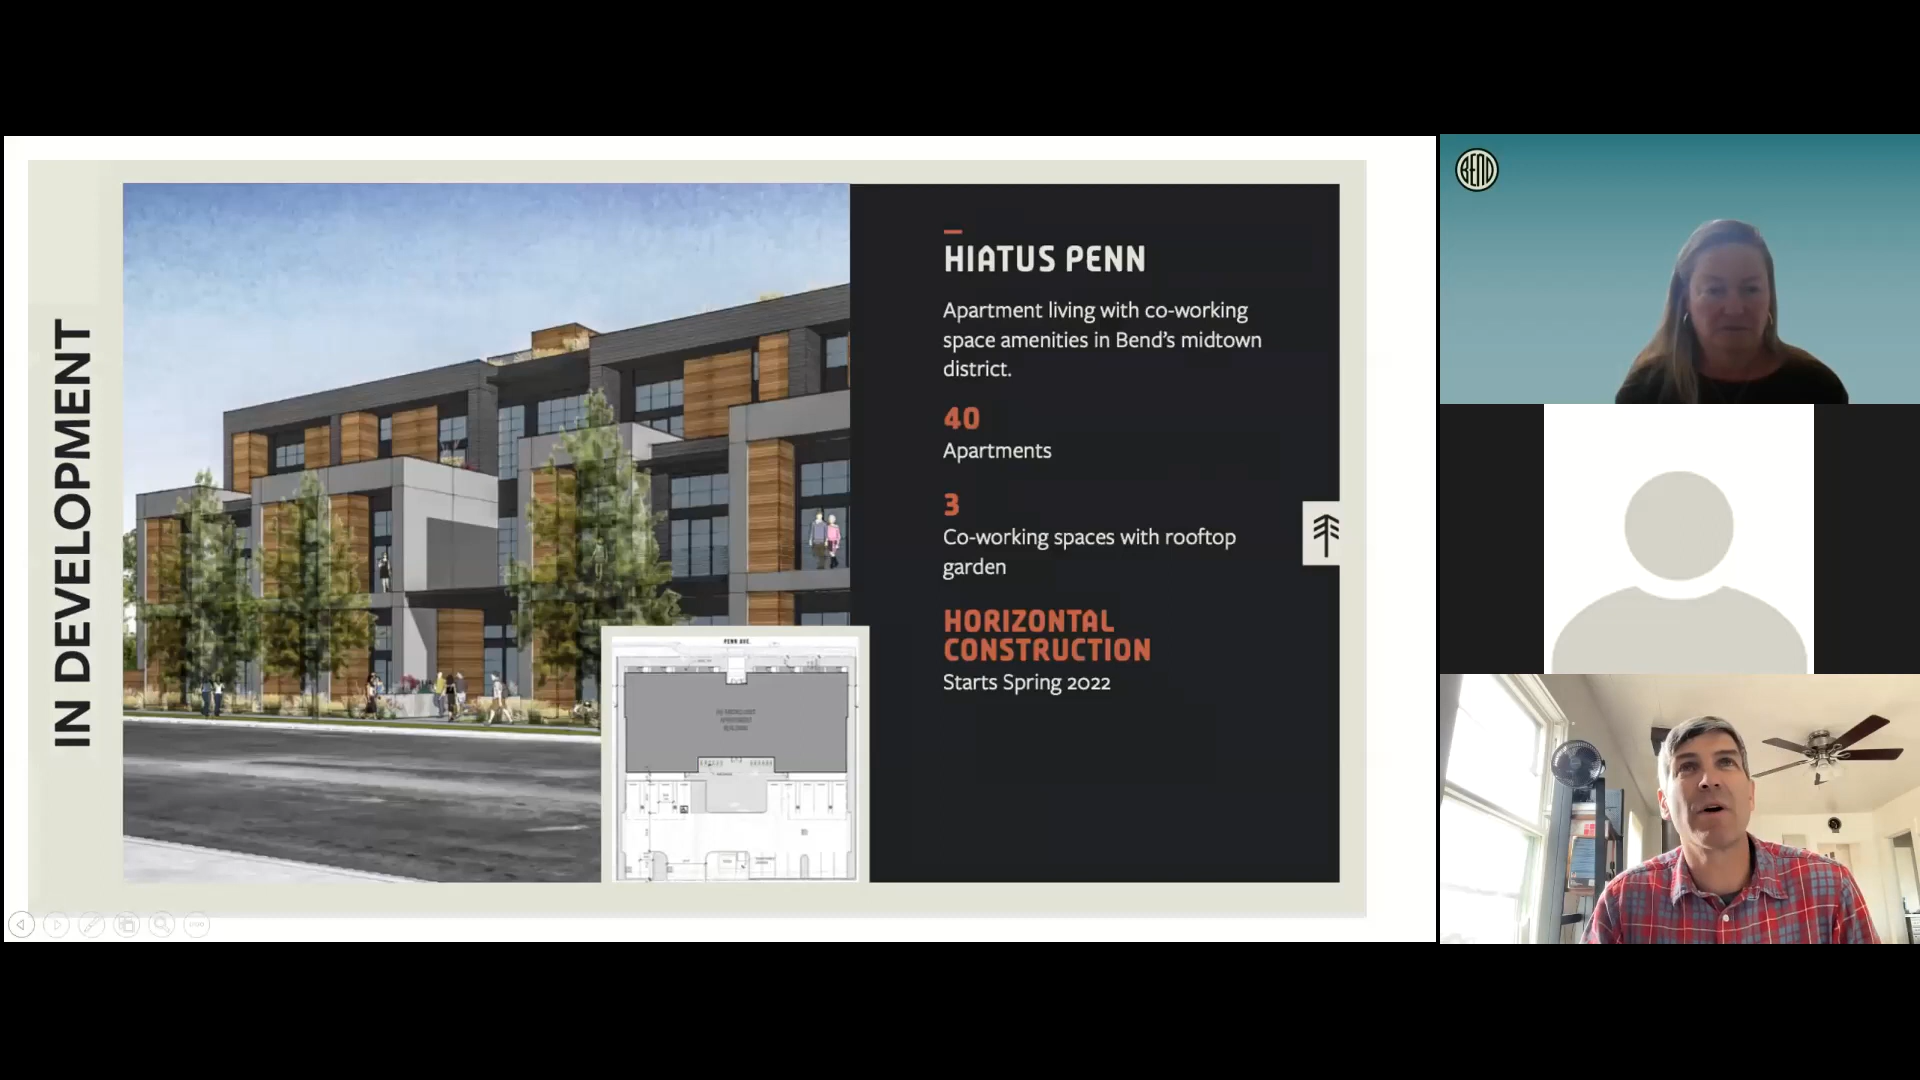 IN DEVELOPMENT
HIATUS PENN
Apartment living with co-working
space amenities in Bend's midtown
district.
40
Apartments
3
Co-working spaces with rooftop
garden
HORIZONTAL
CONSTRUCTION
Starts Spring 2022
PENN AVE.
BEND